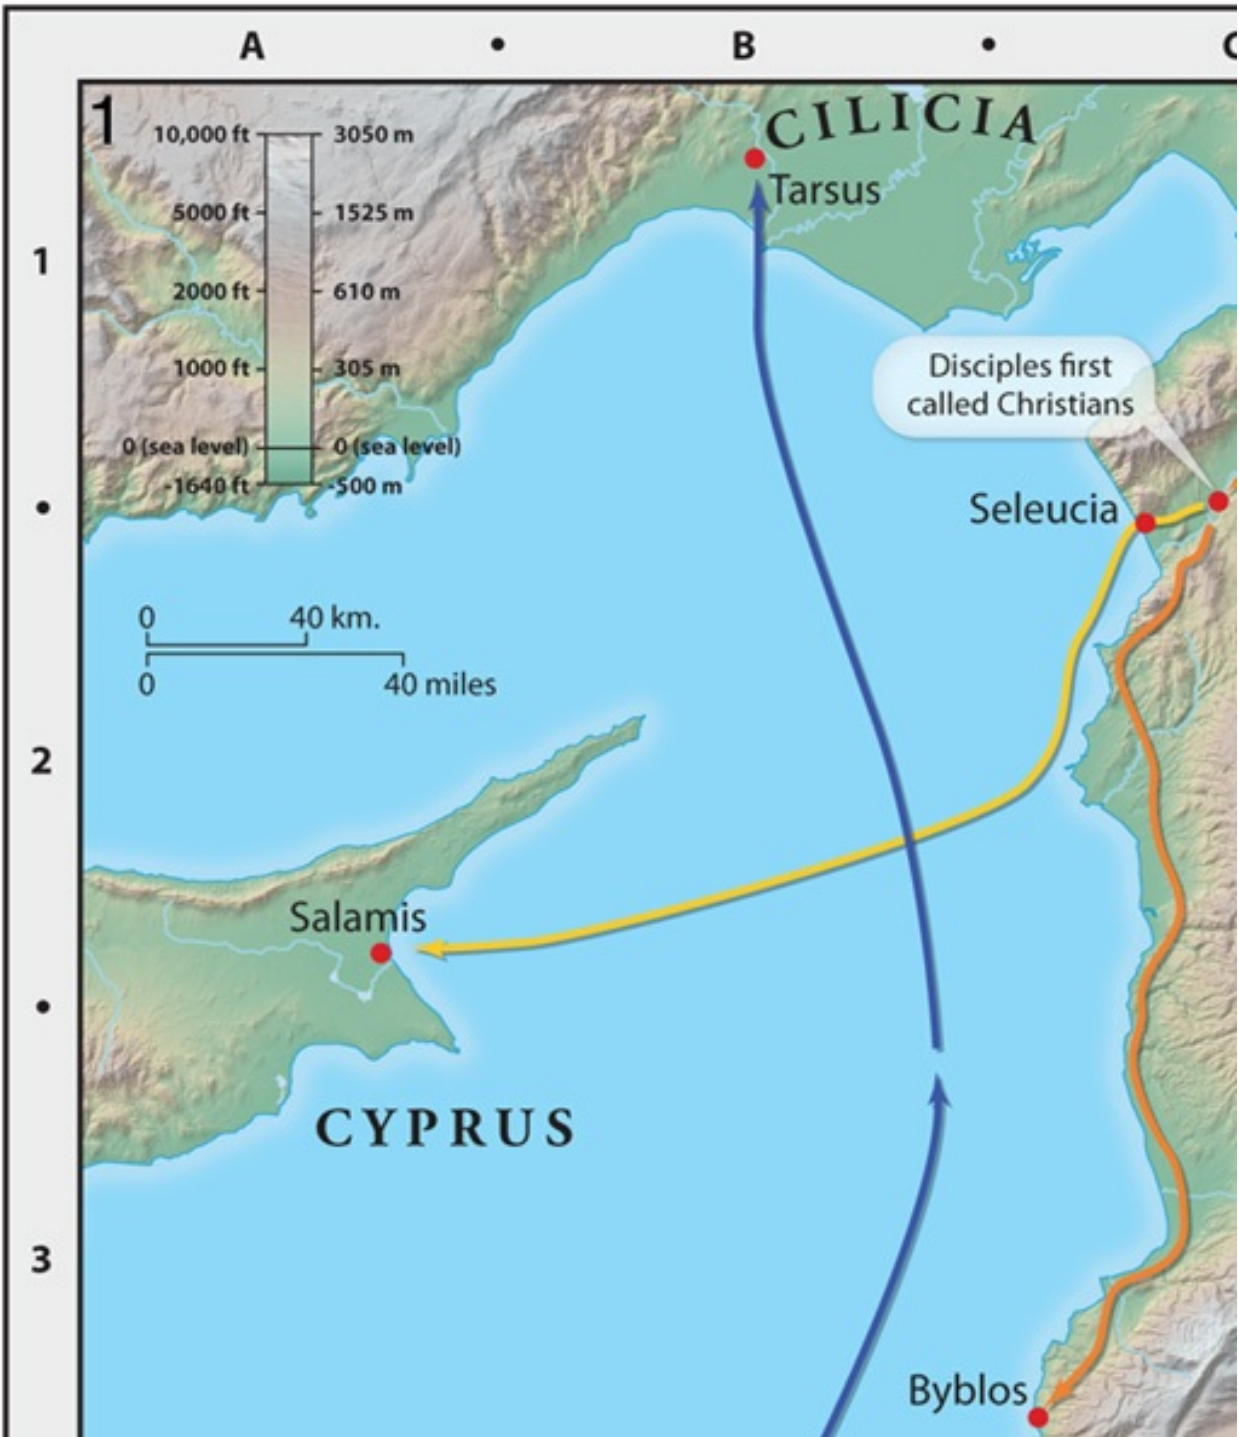 A • B • C
1
10,000 ft 3050 m
5000 ft 1525 m
2000 ft 610 m
1000 ft 305 m
0 (sea level) 0 (sea level)
-1640 ft -500 m
CILICIA
Tarsus
1
Disciples first
called Christians
•
Seleucia
0 40 km.
0 40 miles
2
Salamis
•
CYPRUS
3
Byblos